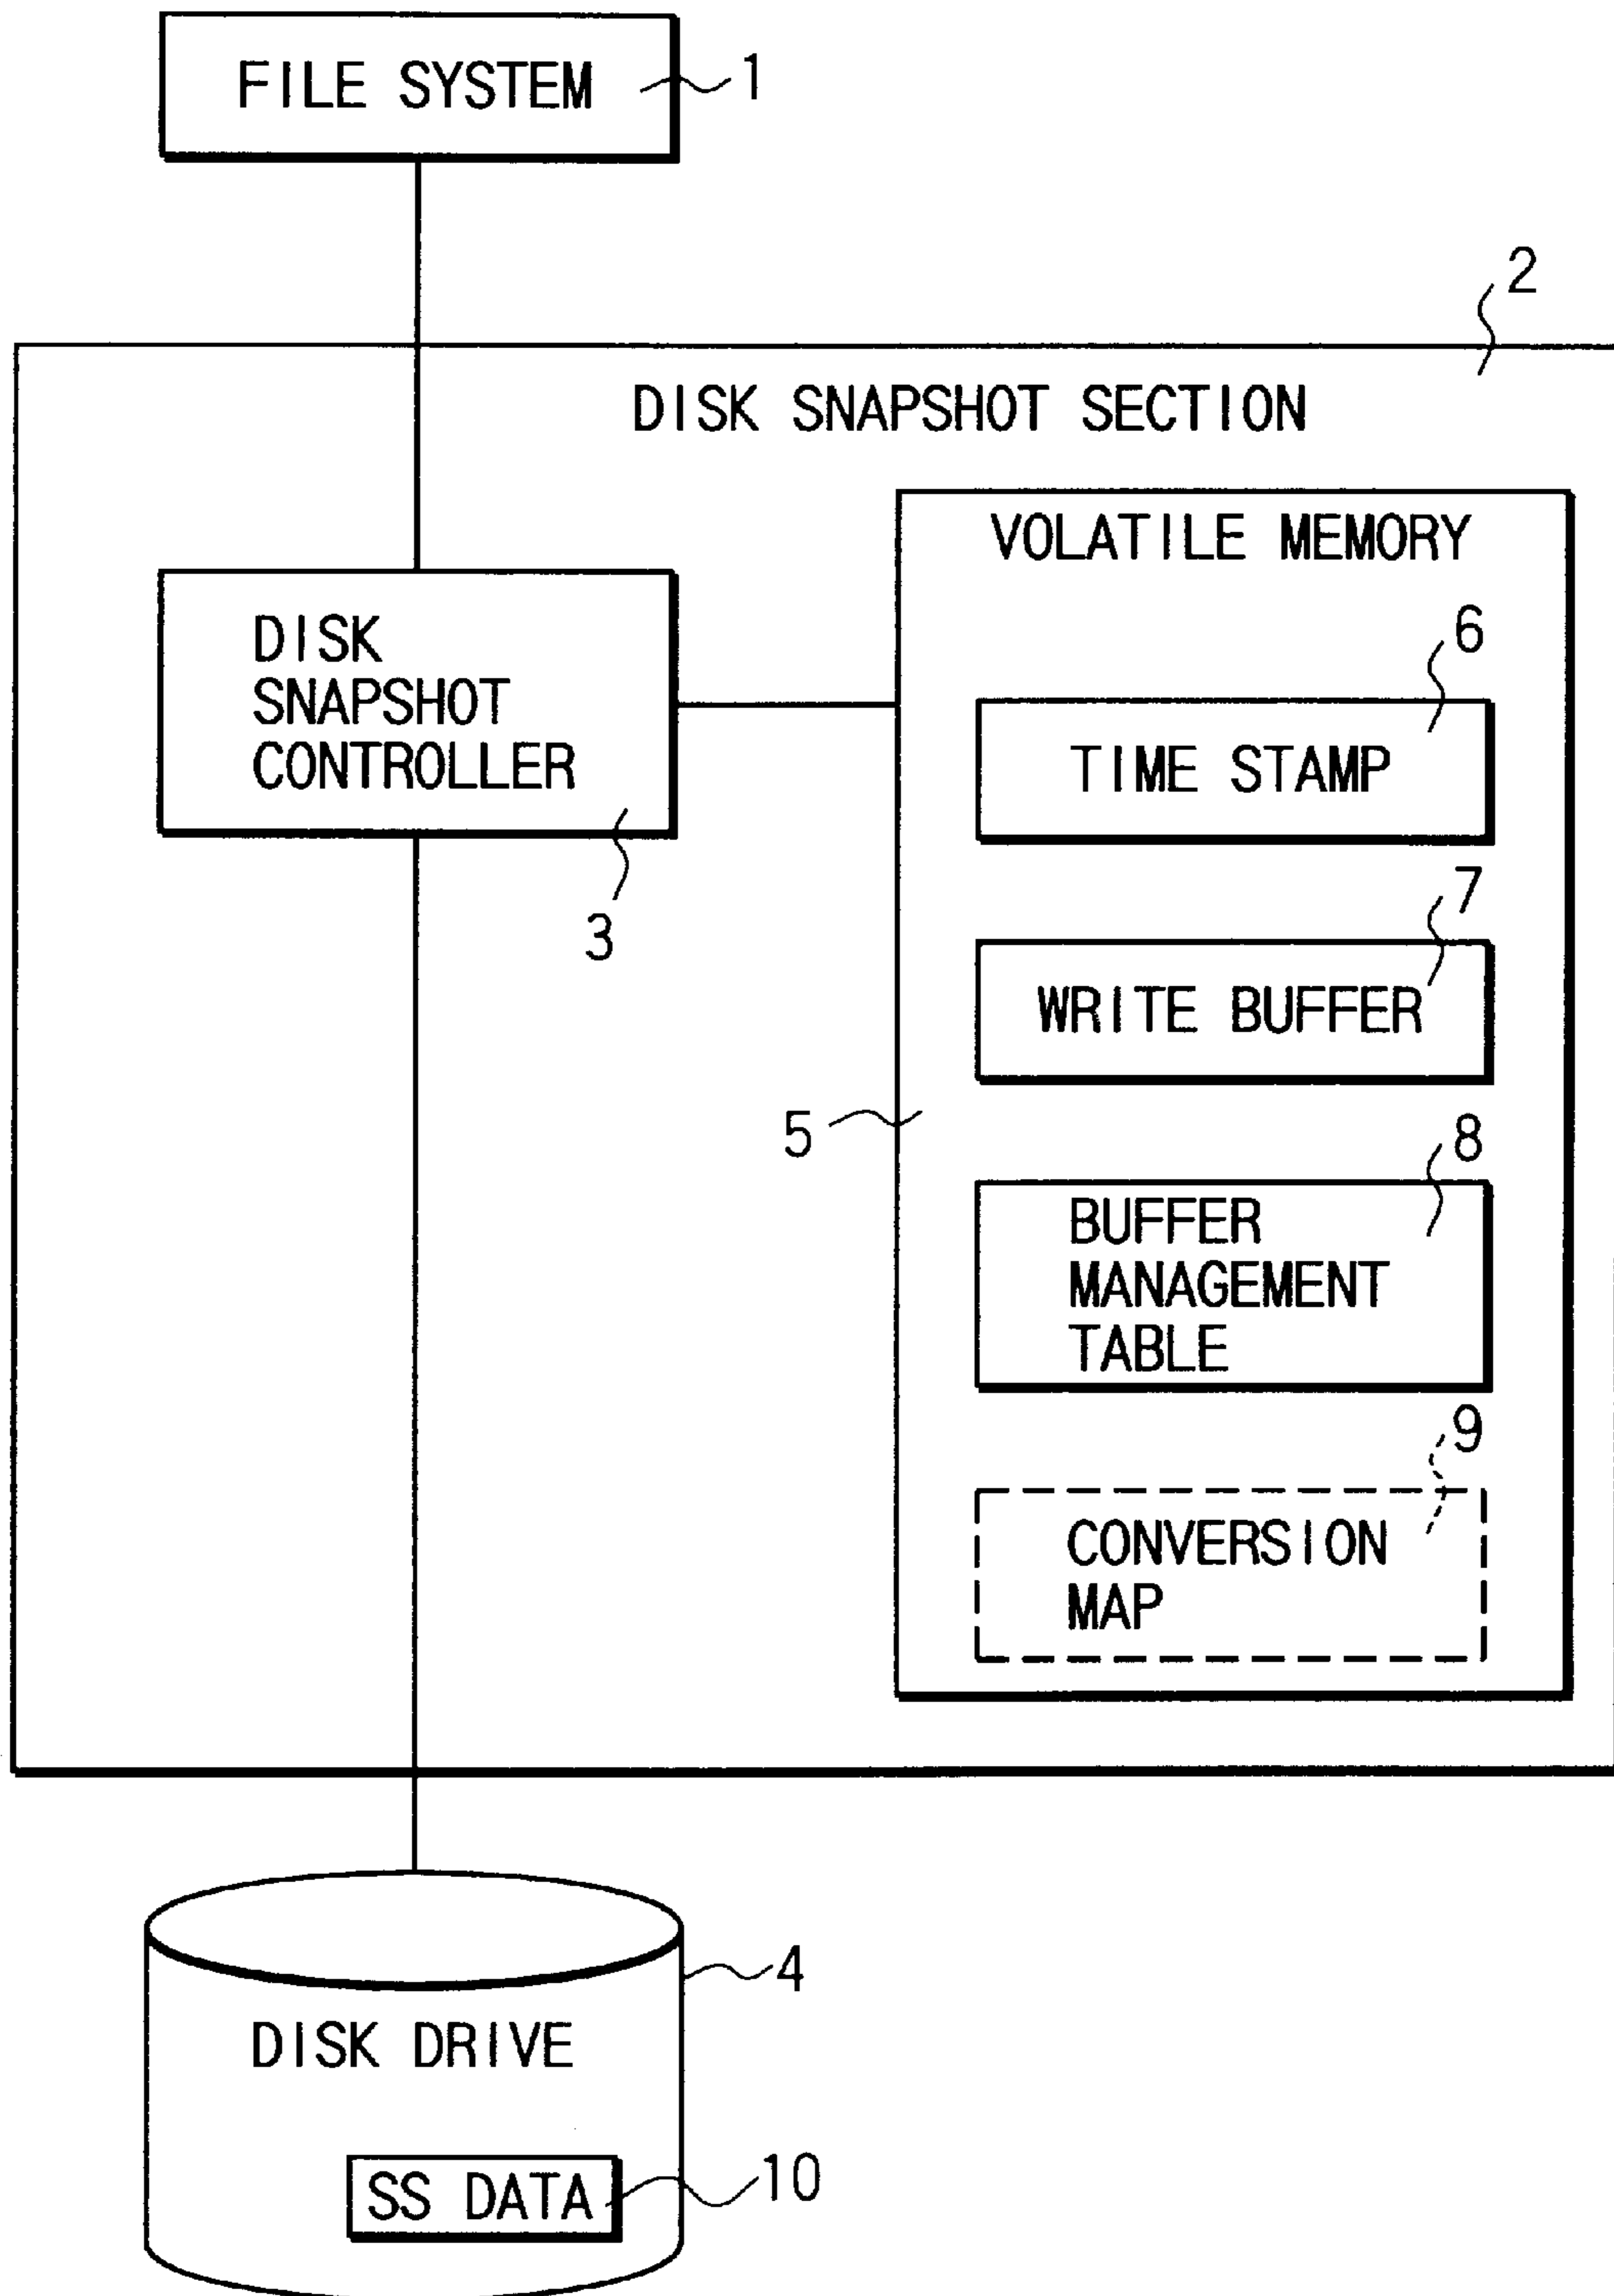 FILE SYSTEM
1
2
DISK SNAPSHOT SECTION
VOLATILE MEMORY
DISK
SNAPSHOT
CONTROLLER
3
6
TIME STAMP
7
WRITE BUFFER
5
8
BUFFER
MANAGEMENT
TABLE
9
CONVERSION
MAP
4
DISK DRIVE
SS DATA
10